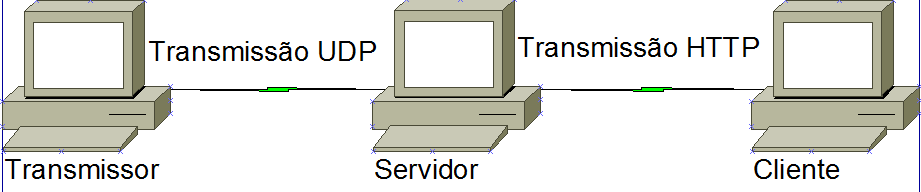 Transmissão UDP
Transmissão HTTP
Transmissor
Servidor
Cliente